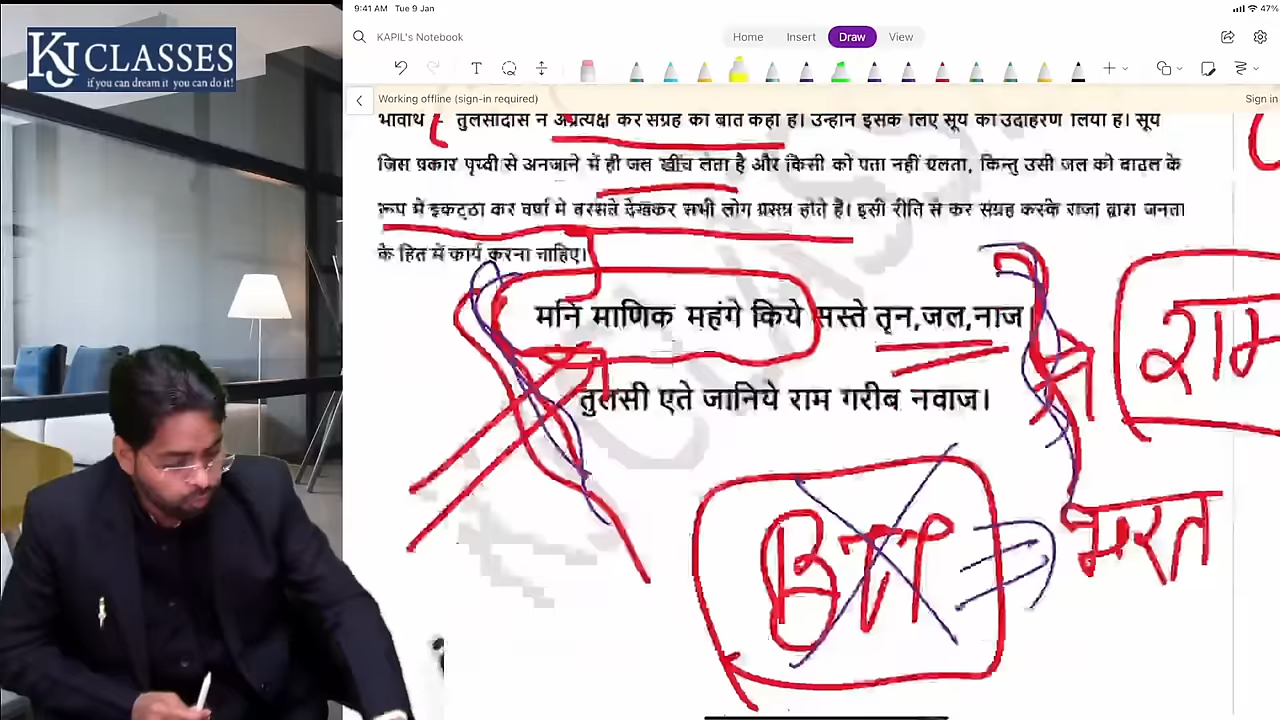 9:41 AM Tue 9 Jan
47%
KJ CLASSES
if you can dream it you can do it!
KAPIL's Notebook
Home Insert Draw View
Working offline (sign-in required)
Sign in
भावार्थ - तुलसीदास ने अप्रत्यक्ष कर संग्रह की बात कही है। उन्होंने इसके लिए सूर्य का उदाहरण लिया है। सूर्य
जिस प्रकार पृथ्वी से अनजाने में ही जल खींच लेता है और किसी को पता नहीं चलता, किन्तु उसी जल को बादल के
रूप में इकट्ठा कर वर्षा में बरसते देखकर सभी लोग प्रसन्न होते है। इसी रीति से कर संग्रह करके राजा द्वारा जनता
के हित में कार्य करना चाहिए।
मनि माणिक महंगे किये सस्ते तृन,जल,नाज।
तुलसी एते जानिये राम गरीब नवाज।
राम
भरत